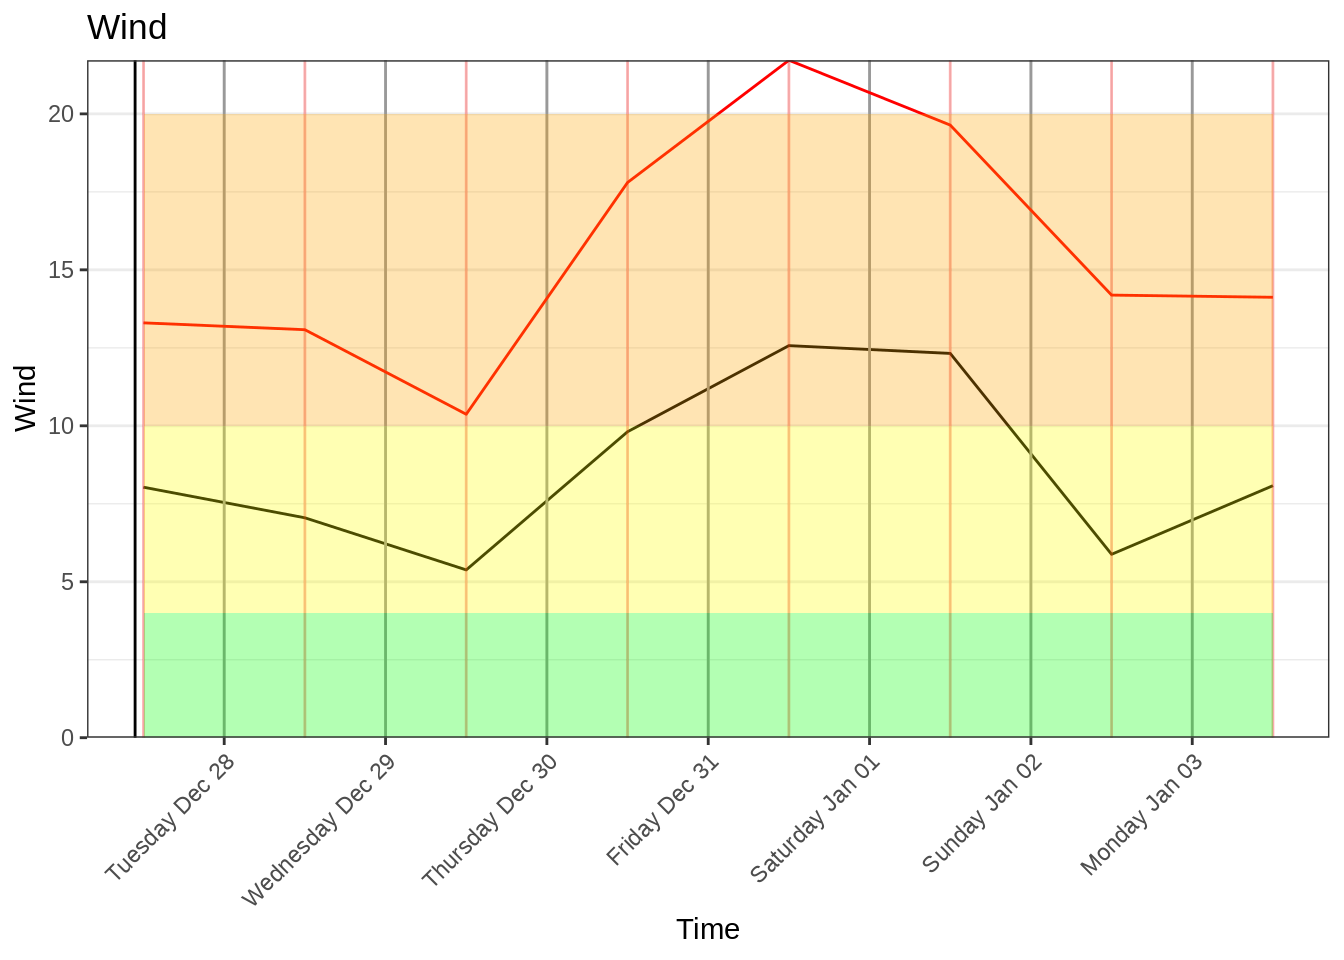 Wind
Wind
20
15
10
5
0
Tuesday Dec 28
Wednesday Dec 29
Thursday Dec 30
Friday Dec 31
Saturday Jan 01
Sunday Jan 02
Monday Jan 03
Time